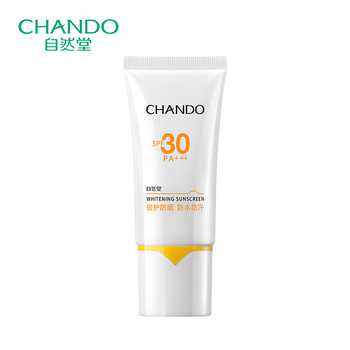 CHANDO
自然堂
CHANDO
SPF 30
PA+++
自然堂
WHITENING SUNSCREEN
倍护防晒 防水防汗